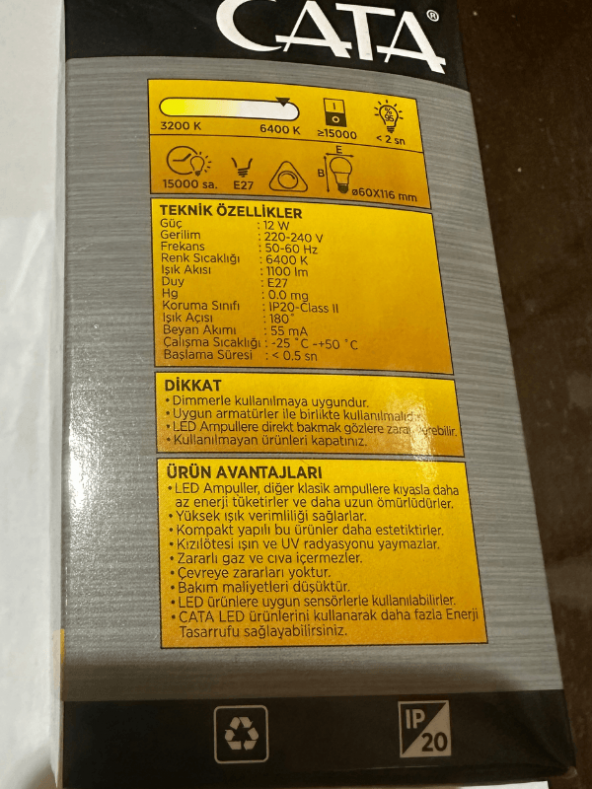 CATA®
3200 K 6400 K ≥15000 < 2 sn
15000 sa. E27 B E ø60X116 mm
TEKNİK ÖZELLİKLER
Güç : 12 W
Gerilim : 220-240 V
Frekans : 50-60 Hz
Renk Sıcaklığı : 6400 K
Işık Akısı : 1100 lm
Duy : E27
Hg : 0.0 mg
Koruma Sınıfı : IP20-Class II
Işık Açısı : 180°
Beyan Akımı : 55 mA
Çalışma Sıcaklığı : -25 °C -+50 °C
Başlama Süresi : < 0.5 sn
DİKKAT
• Dimmerle kullanılmaya uygundur.
• Uygun armatürler ile birlikte kullanılmalıdır.
• LED Ampullere direkt bakmak gözlere zarar verebilir.
• Kullanılmayan ürünleri kapatınız.
ÜRÜN AVANTAJLARI
• LED Ampuller, diğer klasik ampullere kıyasla daha
az enerji tüketirler ve daha uzun ömürlüdürler.
• Yüksek ışık verimliliği sağlarlar.
• Kompakt yapılı bu ürünler daha estetiktirler.
• Kızılötesi ışın ve UV radyasyonu yaymazlar.
• Zararlı gaz ve cıva içermezler.
• Çevreye zararları yoktur.
• Bakım maliyetleri düşüktür.
• LED ürünlere uygun sensörlerle kullanılabilirler.
• CATA LED ürünlerini kullanarak daha fazla Enerji
Tasarrufu sağlayabilirsiniz.
IP
20